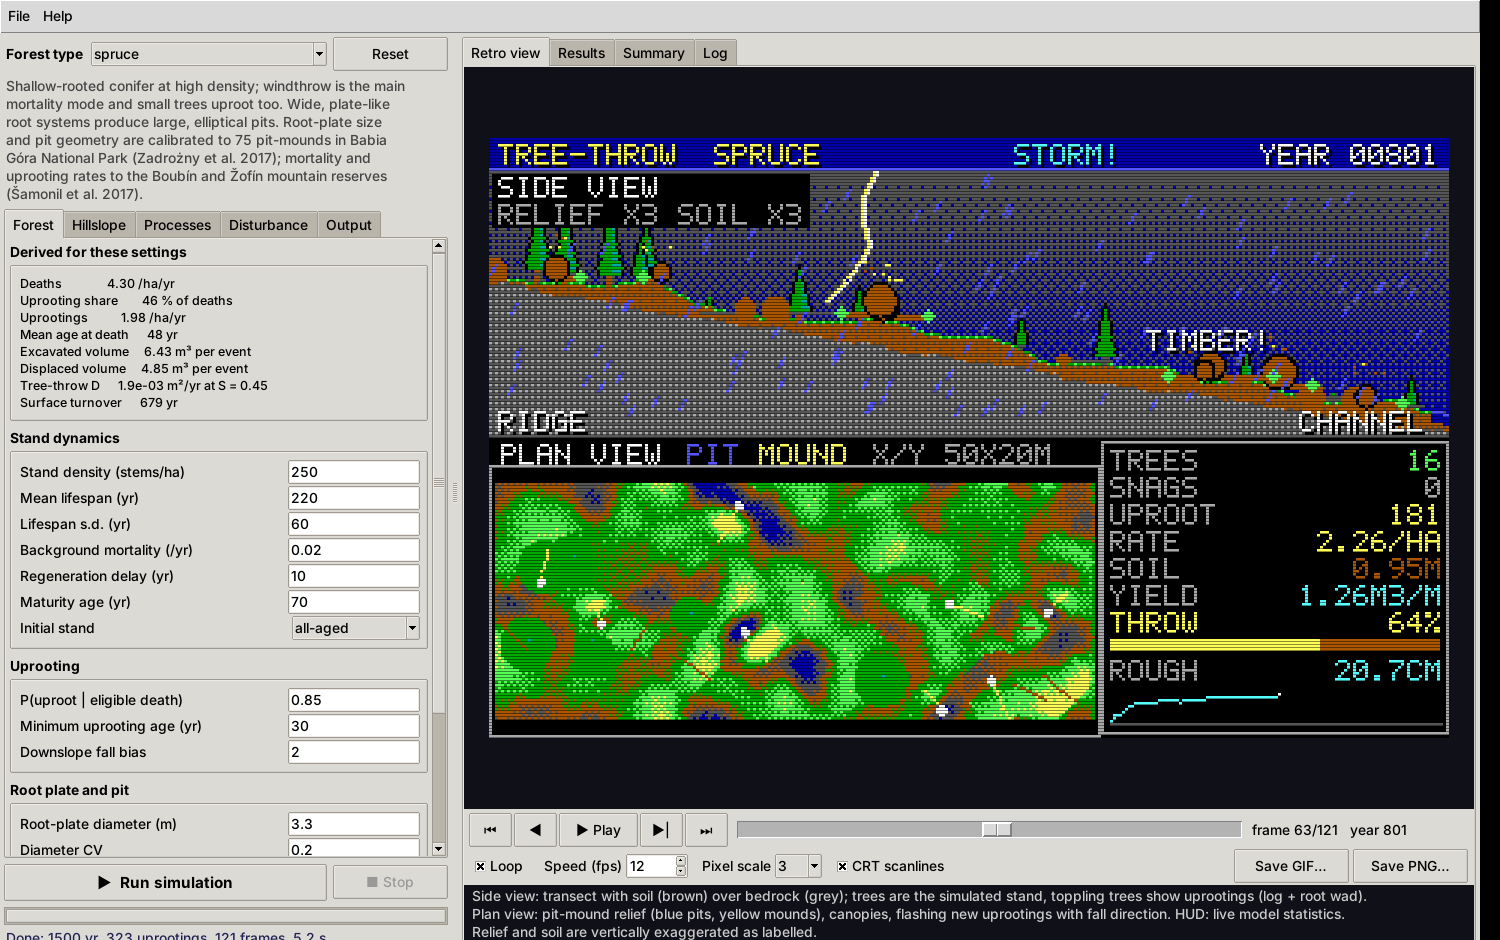 File Help
Forest type spruce Reset
Shallow-rooted conifer at high density; windthrow is the main
mortality mode and small trees uproot too. Wide, plate-like
root systems produce large, elliptical pits. Root-plate size
and pit geometry are calibrated to 75 pit-mounds in Babia
Góra National Park (Zadrożny et al. 2017); mortality and
uprooting rates to the Boubín and Žofín mountain reserves
(Šamonil et al. 2017).
Forest Hillslope Processes Disturbance Output
Derived for these settings
Deaths 4.30 /ha/yr
Uprooting share 46 % of deaths
Uprootings 1.98 /ha/yr
Mean age at death 48 yr
Excavated volume 6.43 m³ per event
Displaced volume 4.85 m³ per event
Tree-throw D 1.9e-03 m²/yr at S = 0.45
Surface turnover 679 yr
Stand dynamics
Stand density (stems/ha) 250
Mean lifespan (yr) 220
Lifespan s.d. (yr) 60
Background mortality (/yr) 0.02
Regeneration delay (yr) 10
Maturity age (yr) 70
Initial stand all-aged
Uprooting
P(uproot | eligible death) 0.85
Minimum uprooting age (yr) 30
Downslope fall bias 2
Root plate and pit
Root-plate diameter (m) 3.3
Diameter CV 0.2
Run simulation Stop
Done: 1500 yr, 323 uprootings, 121 frames, 5.2 s
Retro view Results Summary Log
TREE-THROW SPRUCE STORM! YEAR 00801
SIDE VIEW
RELIEF X3 SOIL X3
TIMBER!
RIDGE CHANNEL
PLAN VIEW PIT MOUND X/Y 50X20M
TREES 16
SNAGS 0
UPROOT 181
RATE 2.26/HA
SOIL 0.95M
YIELD 1.26M3/M
THROW 64%
ROUGH 20.7CM
Play frame 63/121 year 801
Loop Speed (fps) 12 Pixel scale 3 CRT scanlines Save GIF... Save PNG...
Side view: transect with soil (brown) over bedrock (grey); trees are the simulated stand, toppling trees show uprootings (log + root wad).
Plan view: pit-mound relief (blue pits, yellow mounds), canopies, flashing new uprootings with fall direction. HUD: live model statistics.
Relief and soil are vertically exaggerated as labelled.